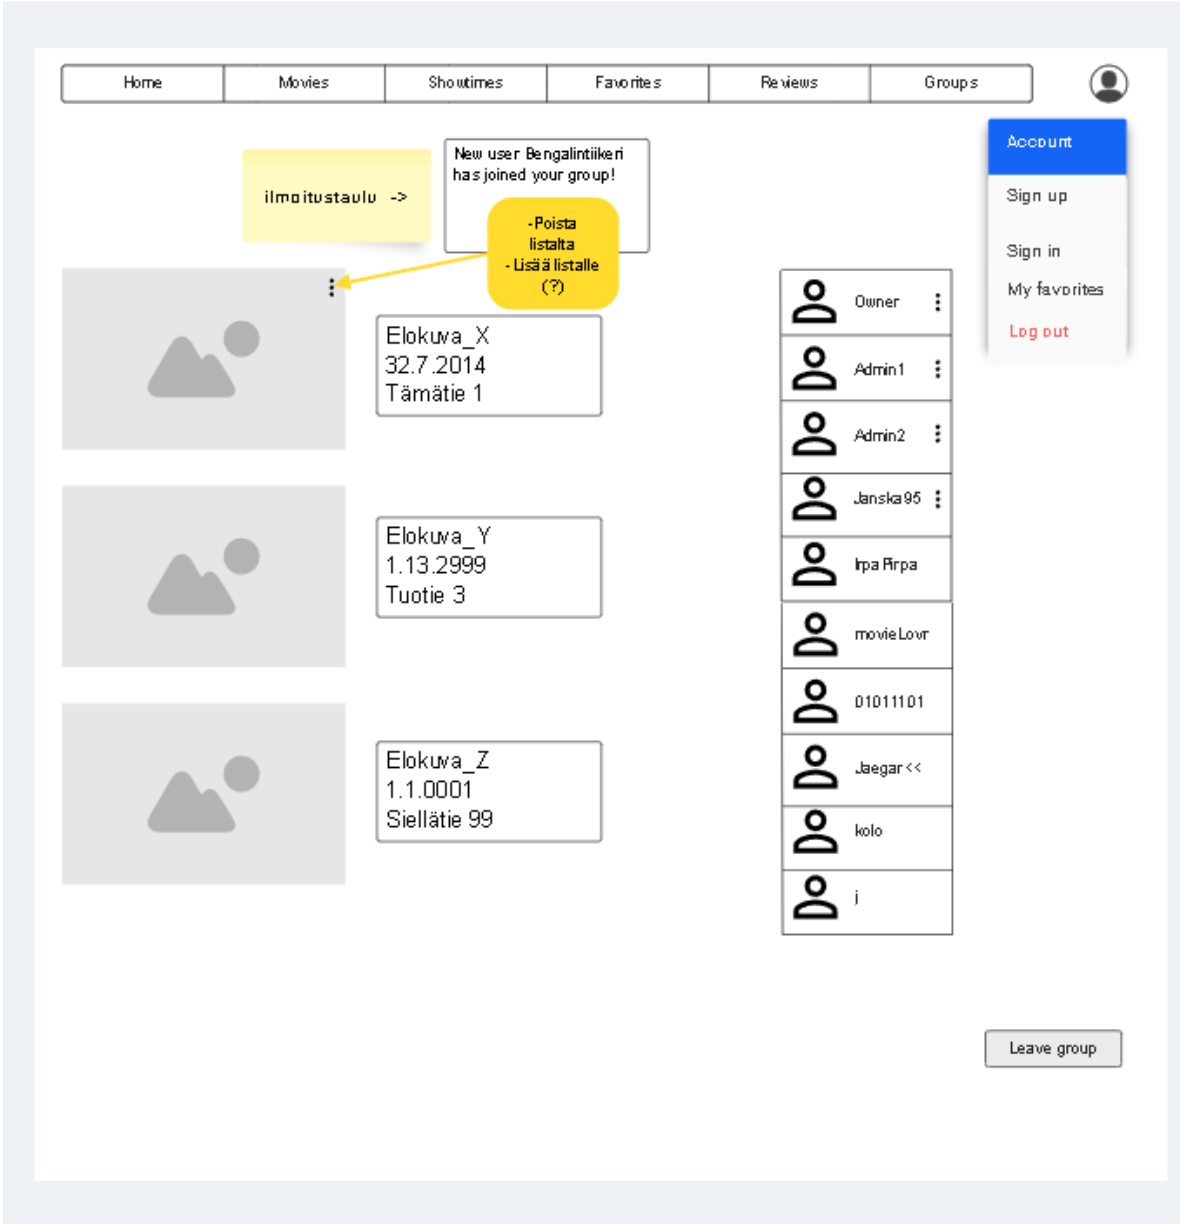 Home
Movies
Showtimes
Favorites
Reviews
Groups
Account
Sign up
Sign in
My favorites
Log out
ilmoitustaulu ->
New user Bengalintiikeri
has joined your group!
-Poista
listalta
- Lisää listalle
(?)
Elokuva_X
32.7.2014
Tämätie 1
Elokuva_Y
1.13.2999
Tuotie 3
Elokuva_Z
1.1.0001
Siellätie 99
Owner
Admin1
Admin2
Janska95
Irpa Pirpa
movieLovr
01011101
Jaegar<<
kolo
j
Leave group